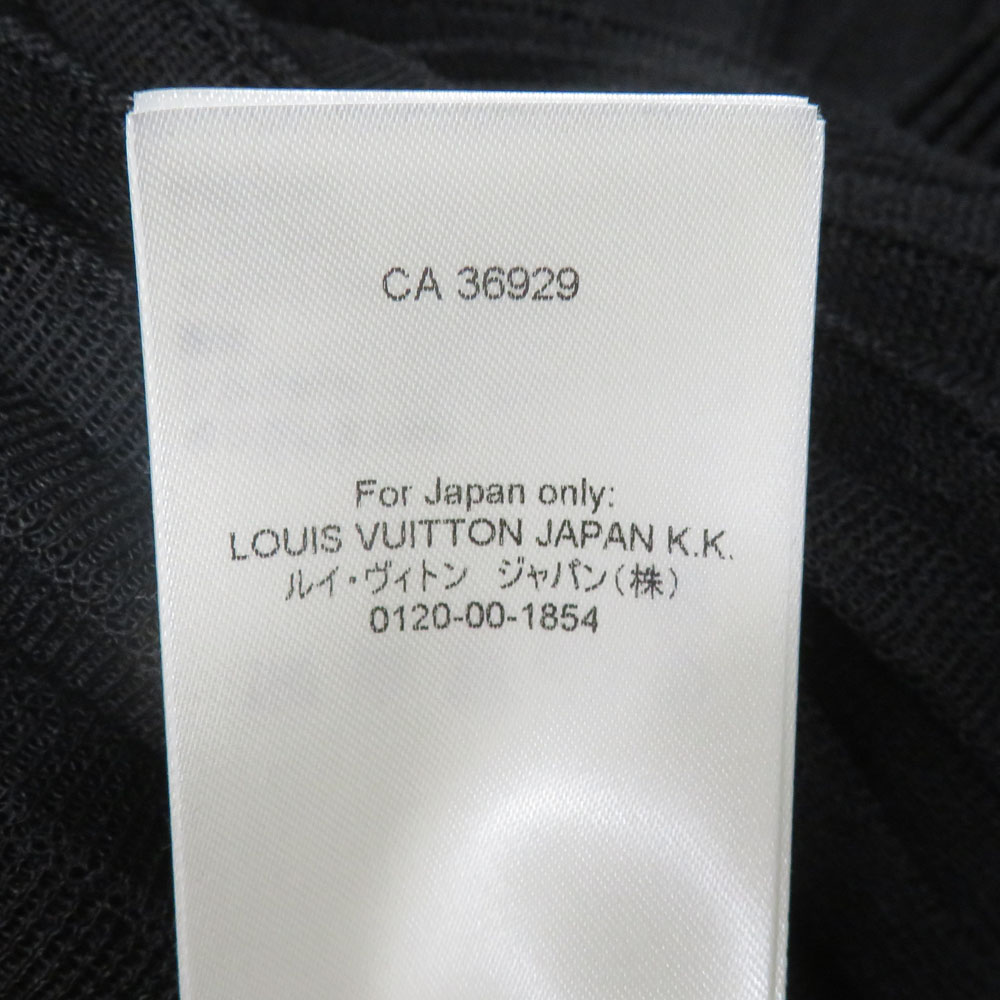 CA 36929
For Japan only:
LOUIS VUITTON JAPAN K.K.
ルイ・ヴィトン　ジャパン(株)
0120-00-1854